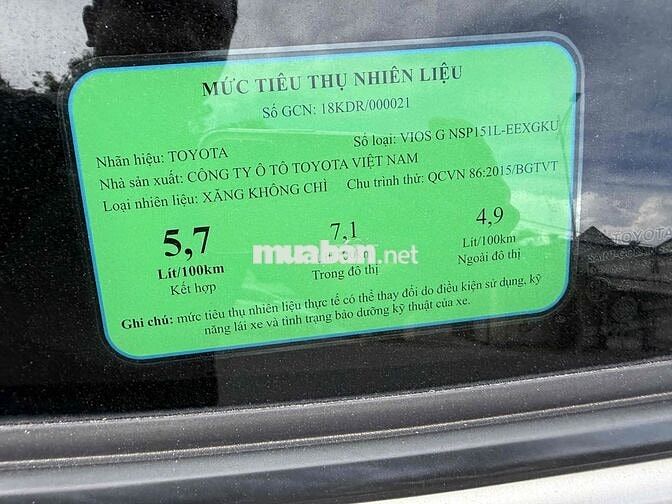 MỨC TIÊU THỤ NHIÊN LIỆU
Số GCN: 18KDR/000021
Nhãn hiệu: TOYOTA
Số loại: VIOS G NSP151L-EEXGKU
Nhà sản xuất: CÔNG TY Ô TÔ TOYOTA VIỆT NAM
Loại nhiên liệu: XĂNG KHÔNG CHÌ
Chu trình thử: QCVN 86:2015/BGTVT
5,7
7,1
4,9
Lít/100km
Lít/100km
Kết hợp
Trong đô thị
Ngoài đô thị
muaban.net
Ghi chú: mức tiêu thụ nhiên liệu thực tế có thể thay đổi do điều kiện sử dụng, kỹ
năng lái xe và tình trạng bảo dưỡng kỹ thuật của xe.
TOYOTA